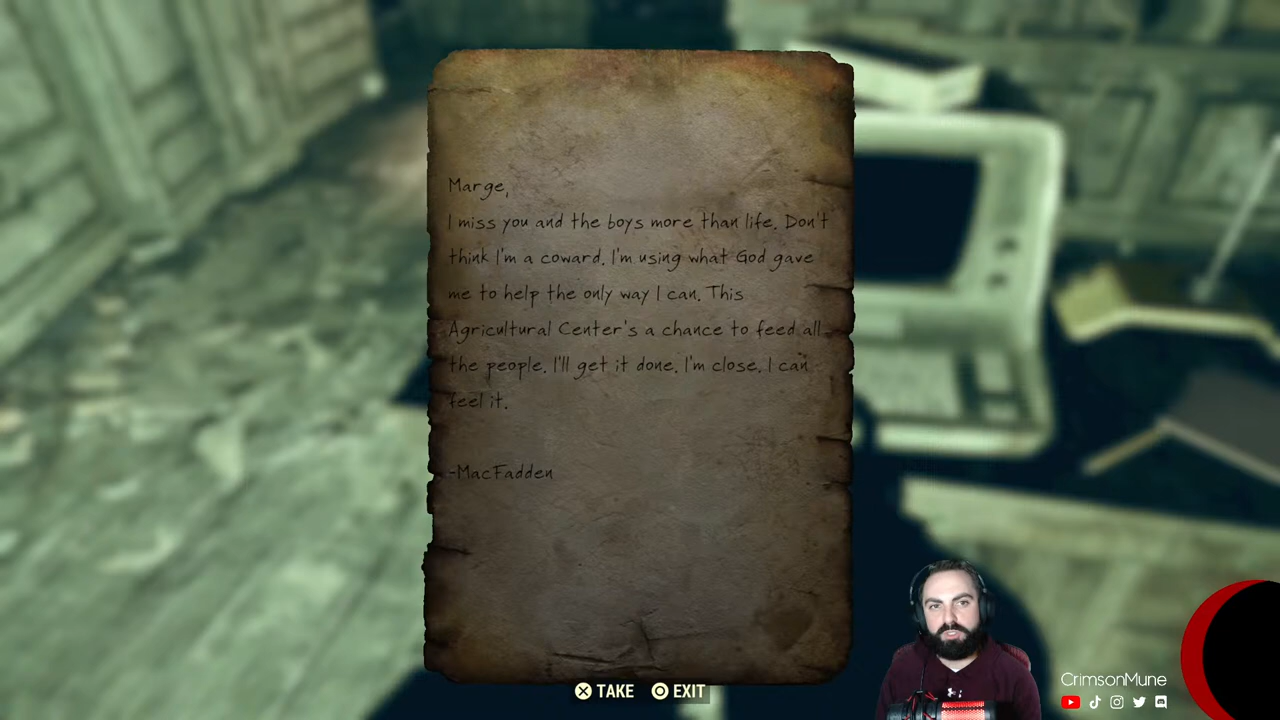 Marge,
I miss you and the boys more than life. Don't
think I'm a coward. I'm using what God gave
me to help the only way I can. This
Agricultural Center's a chance to feed all
the people. I'll get it done. I'm close. I can
feel it.
-MacFadden
TAKE EXIT
CrimsonMune